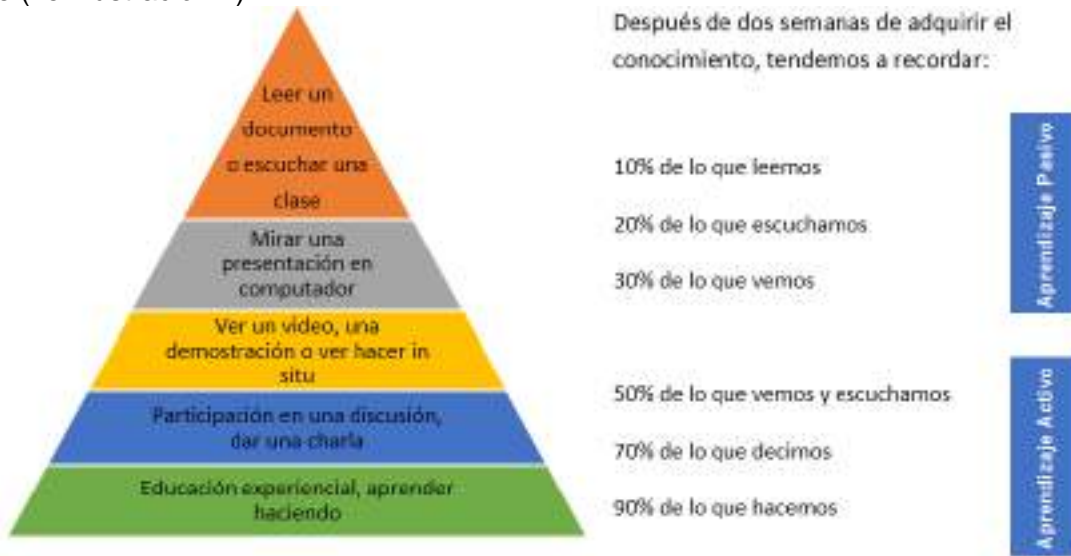 Después de dos semanas de adquirir el
conocimiento, tendemos a recordar:
Leer un
documento
o escuchar una
clase
Mirar una
presentación en
computador
Ver un video, una
demostración o ver hacer in
situ
Participación en una discusión,
dar una charla
Educación experiencial, aprender
haciendo
10% de lo que leemos
20% de lo que escuchamos
30% de lo que vemos
50% de lo que vemos y escuchamos
70% de lo que decimos
90% de lo que hacemos
Aprendizaje Pasivo
Aprendizaje Activo